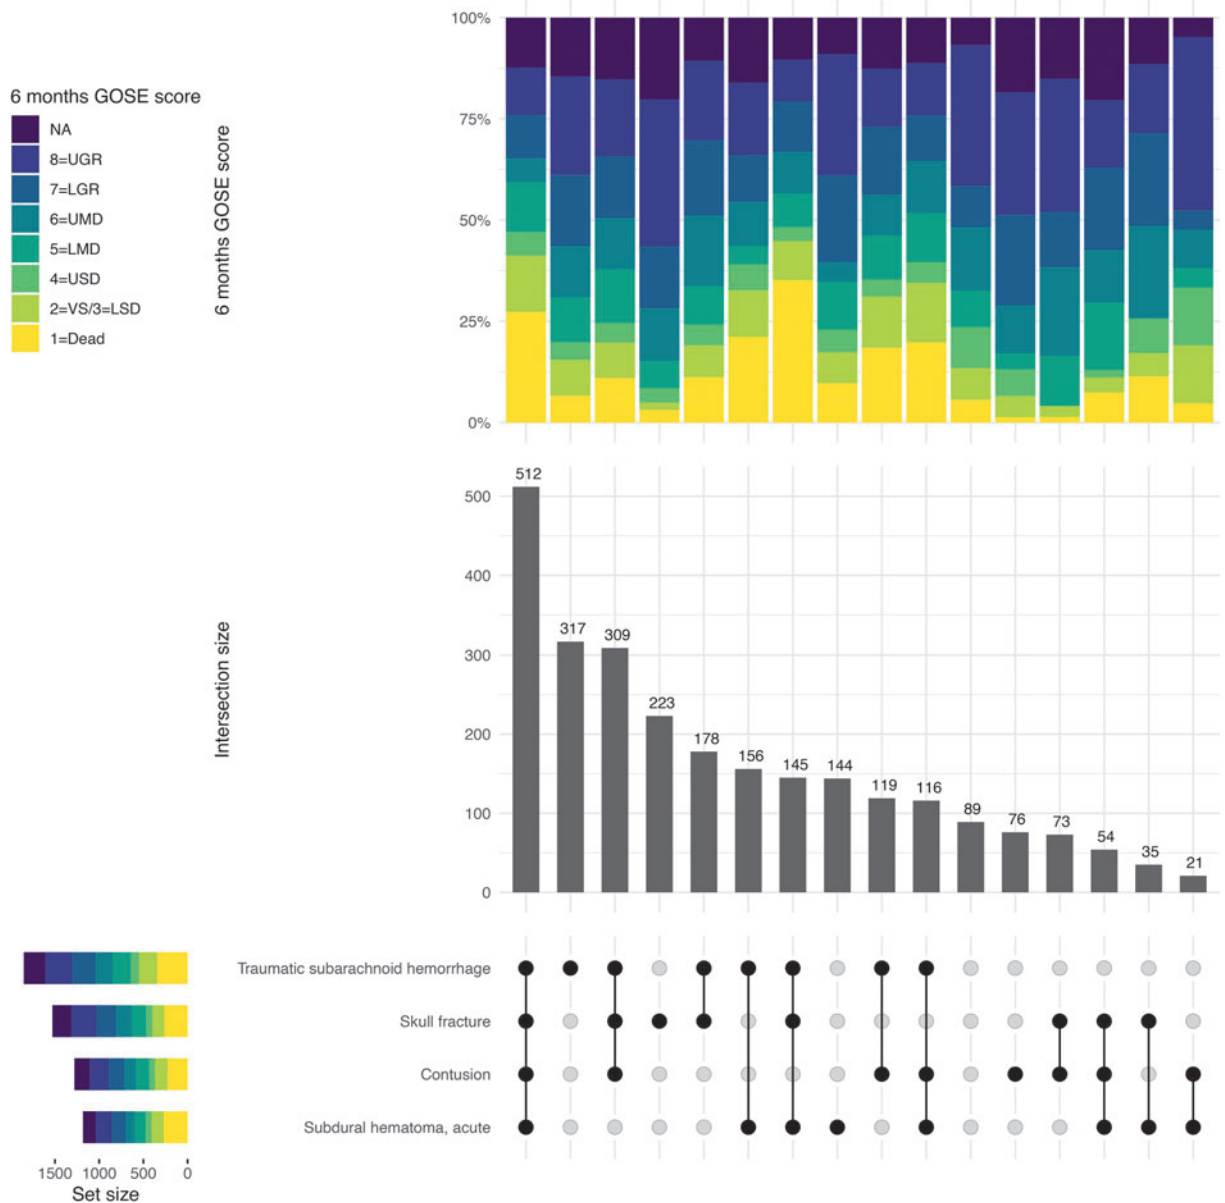 6 months GOSE score
NA
8=UGR
7=LGR
6=UMD
5=LMD
4=USD
2=VS/3=LSD
1=Dead
6 months GOSE score
100%
75%
50%
25%
0%
Intersection size
500
400
300
200
100
0
512
317
309
223
178
156
145
144
119
116
89
76
73
54
35
21
Traumatic subarachnoid hemorrhage
Skull fracture
Contusion
Subdural hematoma, acute
1500 1000 500 0
Set size